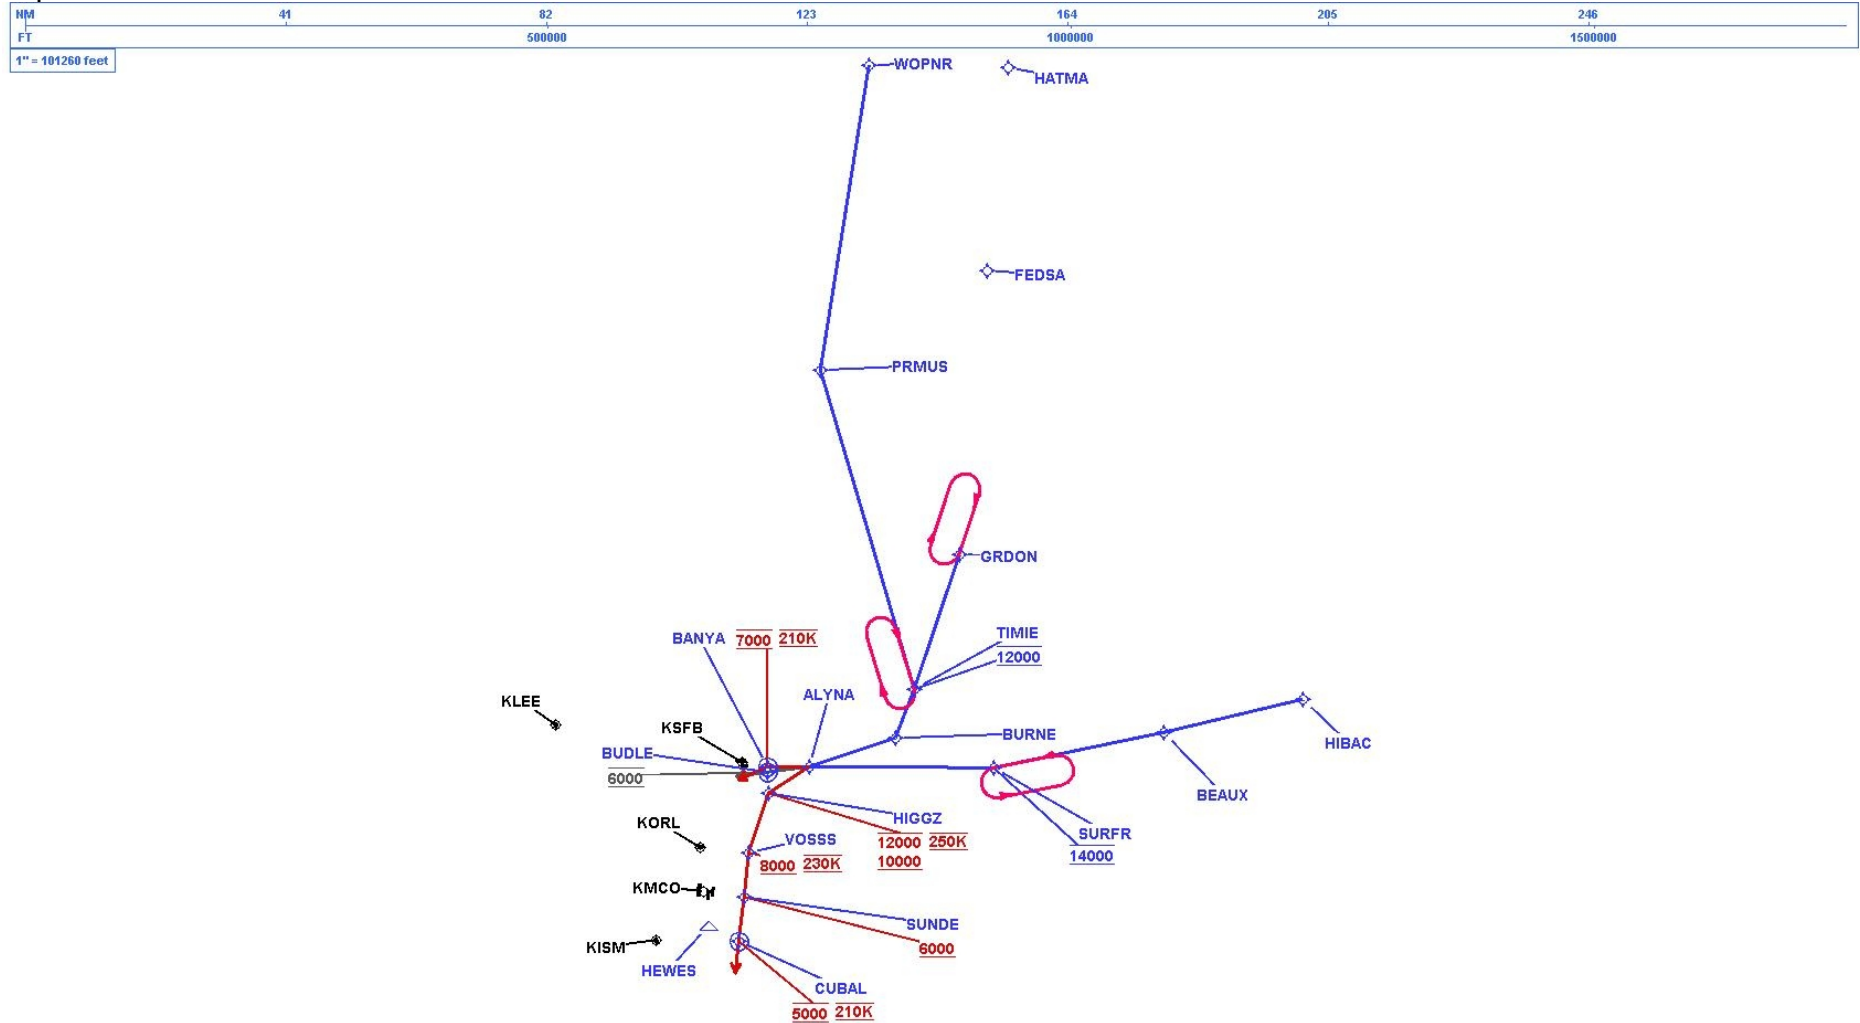 NM 41 82 123 164 205 246
FT 500000 1000000 1500000
1" = 101260 feet
WOPNR
HATMA
FEDSA
PRMUS
GRDON
TIMIE
12000
BANYA 7000 210K
ALYNA
KLEE
KSFB
BURNE
HIBAC
BUDLE
6000
BEAUX
HIGGZ
12000 250K
10000
KORL
SURFR
14000
VOSSS
8000 230K
KMCO
SUNDE
6000
KISM
HEWES
CUBAL
5000 210K